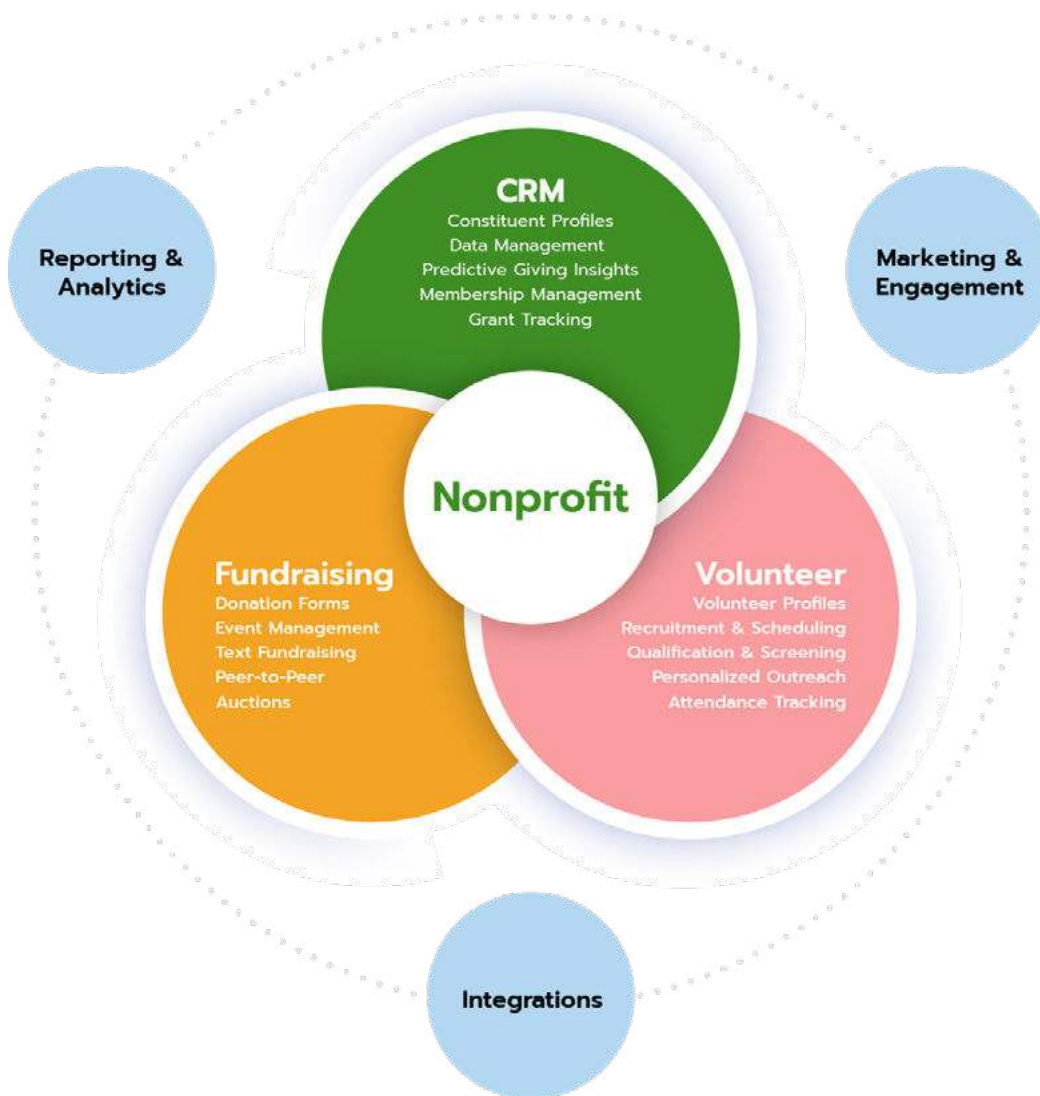 CRM
Constituent Profiles
Data Management
Predictive Giving Insights
Membership Management
Grant Tracking
Reporting &
Analytics
Marketing &
Engagement
Nonprofit
Fundraising
Donation Forms
Event Management
Text Fundraising
Peer-to-Peer
Auctions
Volunteer
Volunteer Profiles
Recruitment & Scheduling
Qualification & Screening
Personalized Outreach
Attendance Tracking
Integrations